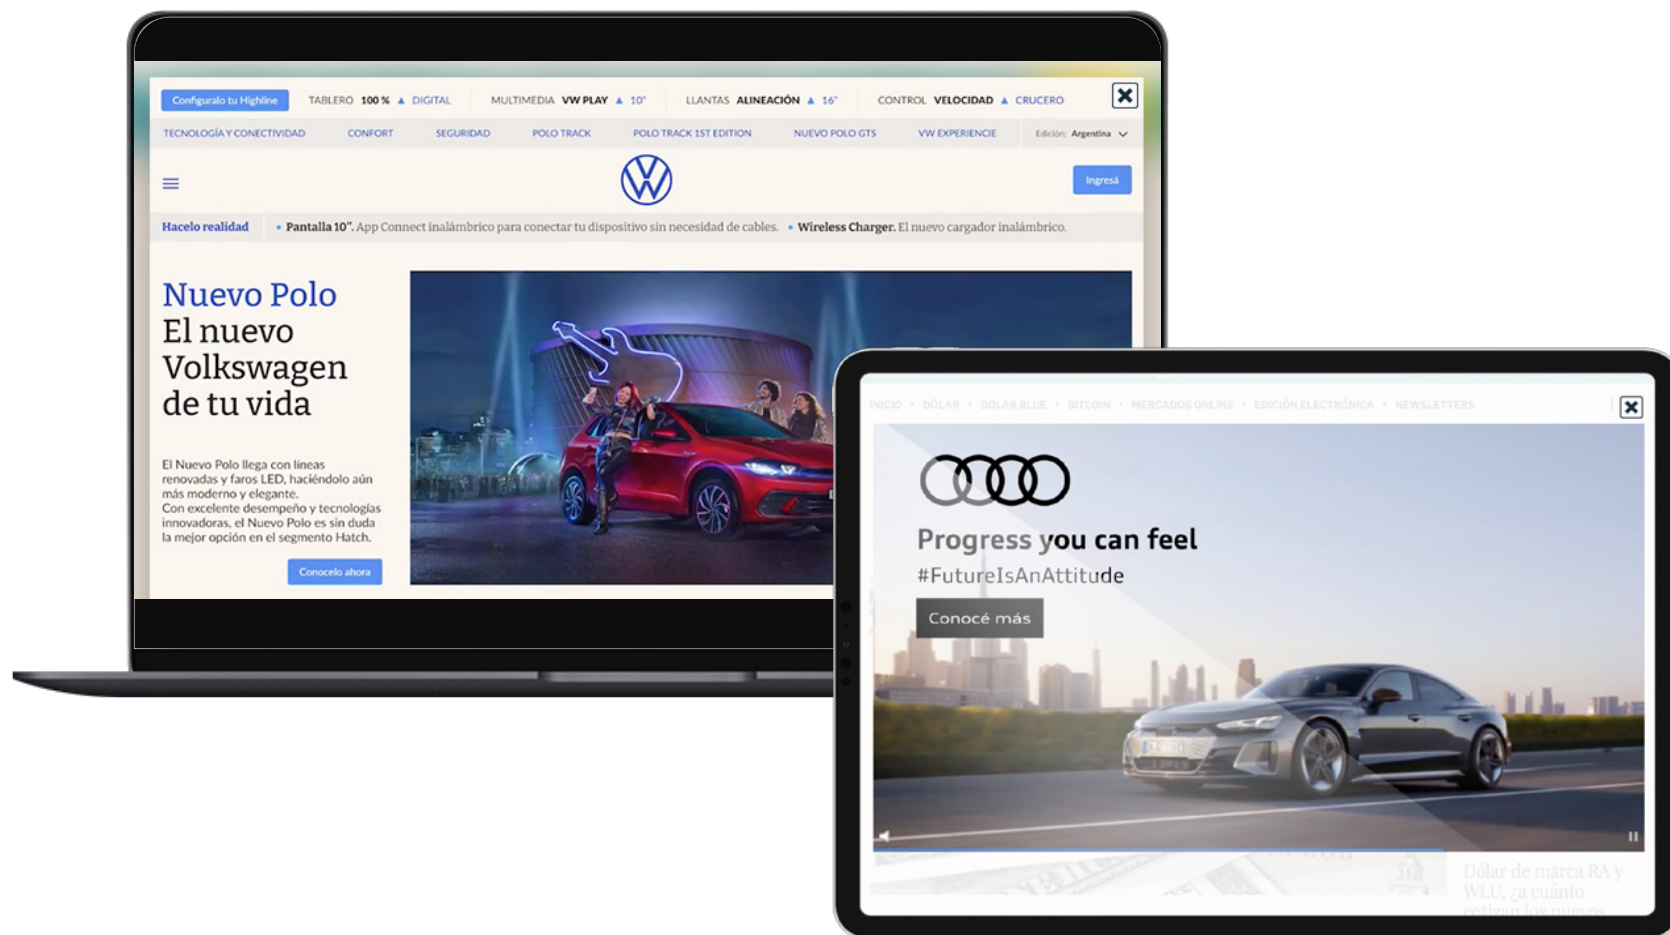 Configuralo tu Highline
TABLERO 100 % ▲ DIGITAL
MULTIMEDIA VW PLAY ▲ 10"
LLANTAS ALINEACIÓN ▲ 16"
CONTROL VELOCIDAD ▲ CRUCERO
TECNOLOGÍA Y CONECTIVIDAD
CONFORT
SEGURIDAD
POLO TRACK
POLO TRACK 1ST EDITION
NUEVO POLO GTS
VW EXPERIENCIE
Edición: Argentina
Ingresá
Hacelo realidad
• Pantalla 10". App Connect inalámbrico para conectar tu dispositivo sin necesidad de cables. • Wireless Charger. El nuevo cargador inalámbrico.
Nuevo Polo
El nuevo
Volkswagen
de tu vida
El Nuevo Polo llega con líneas
renovadas y faros LED, haciéndolo aún
más moderno y elegante.
Con excelente desempeño y tecnologías
innovadoras, el Nuevo Polo es sin duda
la mejor opción en el segmento Hatch.
Conocelo ahora
INICIO • DÓLAR • DÓLAR BLUE • BITCOIN • MERCADOS ONLINE • EDICIÓN ELECTRÓNICA • NEWSLETTERS
Progress you can feel
#FutureIsAnAttitude
Conocé más
Dólar de marca RA y
WLU, ¿a cuánto
cotizan los nuevos